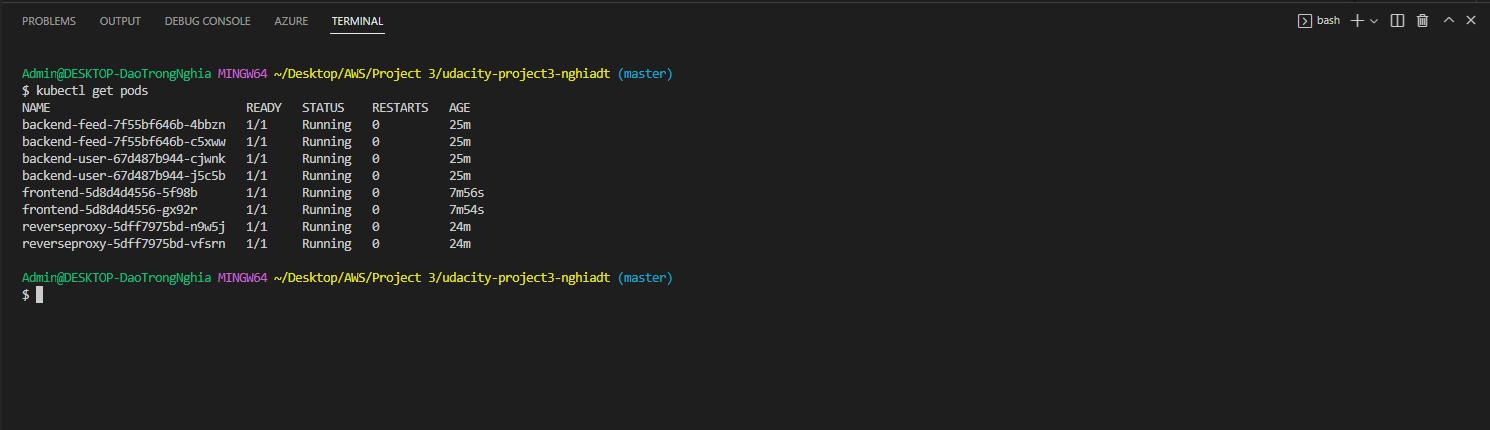 PROBLEMS OUTPUT DEBUG CONSOLE AZURE TERMINAL bash
Admin@DESKTOP-DaoTrongNghia MINGW64 ~/Desktop/AWS/Project 3/udacity-project3-nghiadt (master)
$ kubectl get pods
NAME READY STATUS RESTARTS AGE
backend-feed-7f55bf646b-4bbzn 1/1 Running 0 25m
backend-feed-7f55bf646b-c5xww 1/1 Running 0 25m
backend-user-67d487b944-cjwnk 1/1 Running 0 25m
backend-user-67d487b944-j5c5b 1/1 Running 0 25m
frontend-5d8d4d4556-5f98b 1/1 Running 0 7m56s
frontend-5d8d4d4556-gx92r 1/1 Running 0 7m54s
reverseproxy-5dff7975bd-n9w5j 1/1 Running 0 24m
reverseproxy-5dff7975bd-vfsrn 1/1 Running 0 24m
Admin@DESKTOP-DaoTrongNghia MINGW64 ~/Desktop/AWS/Project 3/udacity-project3-nghiadt (master)
$